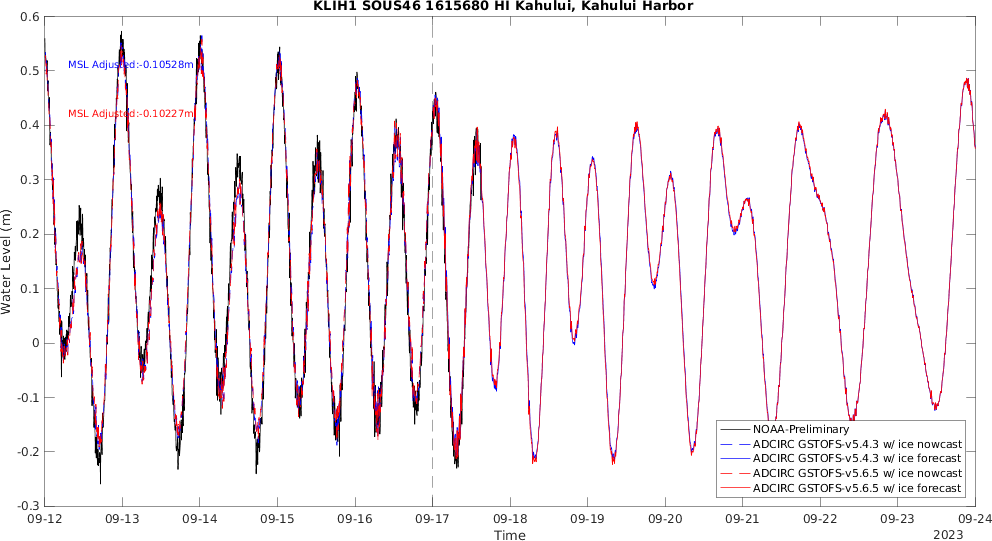 KLIH1 SOUS46 1615680 HI Kahului, Kahului Harbor
0.6
0.5
0.4
0.3
0.2
0.1
0
-0.1
-0.2
-0.3
Water Level (m)
MSL Adjusted:-0.10528m
MSL Adjusted:-0.10227m
NOAA-Preliminary
ADCIRC GSTOFS-v5.4.3 w/ ice nowcast
ADCIRC GSTOFS-v5.4.3 w/ ice forecast
ADCIRC GSTOFS-v5.6.5 w/ ice nowcast
ADCIRC GSTOFS-v5.6.5 w/ ice forecast
09-12 09-13 09-14 09-15 09-16 09-17 09-18 09-19 09-20 09-21 09-22 09-23 09-24
Time
2023